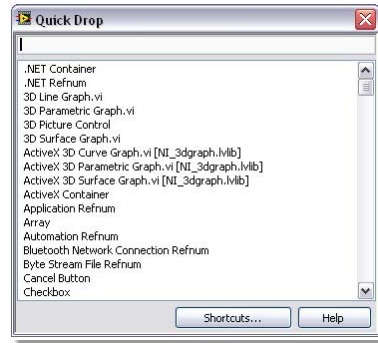 Quick Drop
.NET Container
.NET Refnum
3D Line Graph.vi
3D Parametric Graph.vi
3D Picture Control
3D Surface Graph.vi
ActiveX 3D Curve Graph.vi [NI_3dgraph.lvlib]
ActiveX 3D Parametric Graph.vi [NI_3dgraph.lvlib]
ActiveX 3D Surface Graph.vi [NI_3dgraph.lvlib]
ActiveX Container
Application Refnum
Array
Automation Refnum
Bluetooth Network Connection Refnum
Byte Stream File Refnum
Cancel Button
Checkbox
Shortcuts... Help